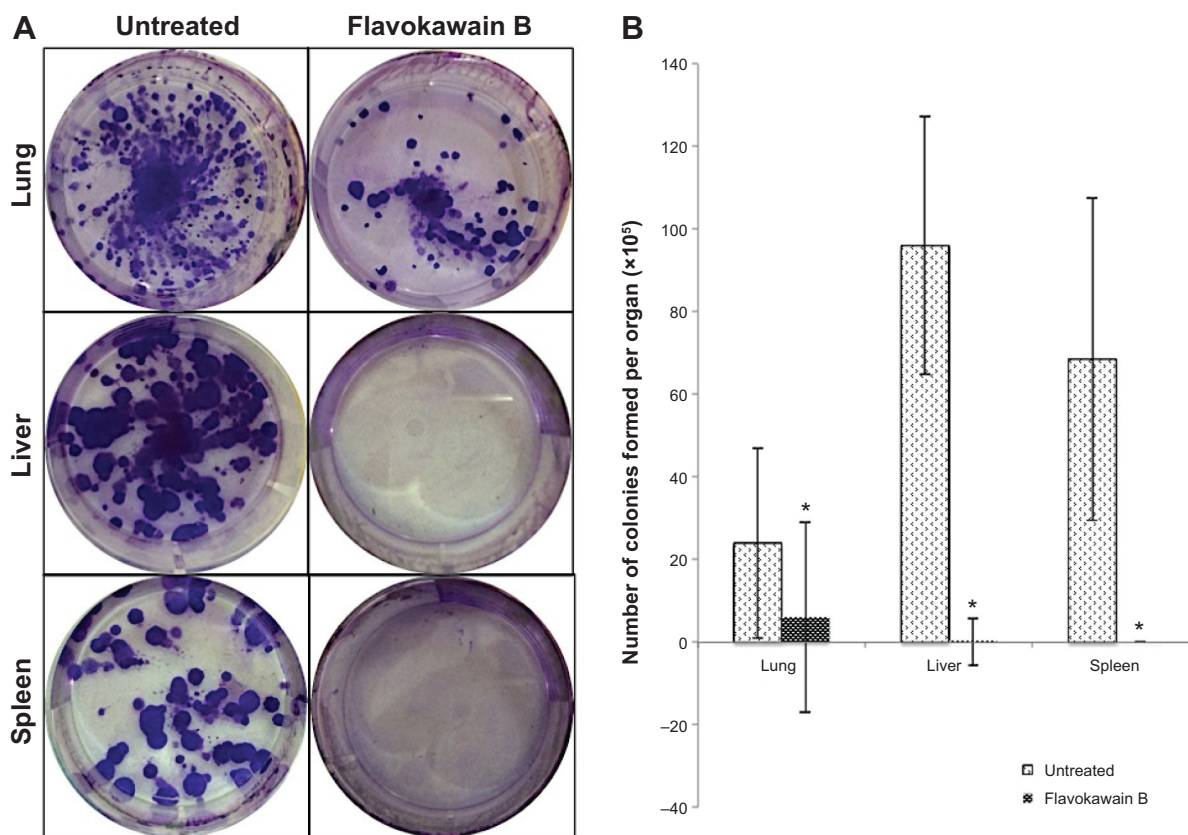 A
Untreated
Flavokawain B
Lung
Liver
Spleen
B
Number of colonies formed per organ (×10⁵)
140
120
100
80
60
40
20
0
–20
–40
*
*
*
Lung
Liver
Spleen
Untreated
Flavokawain B